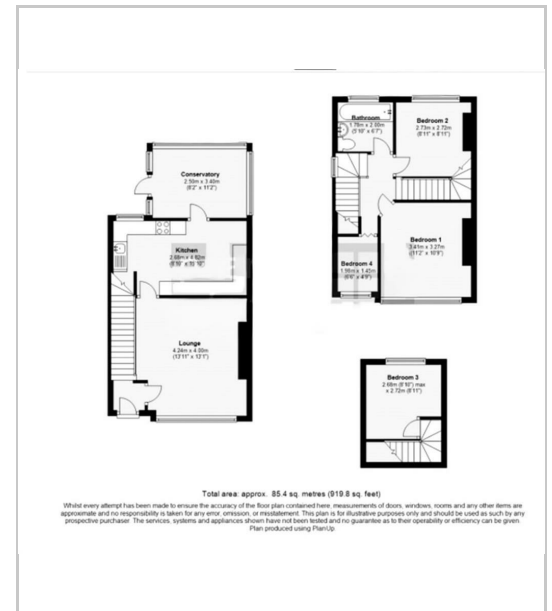 Conservatory
2.50m x 3.40m
(8'2" x 11'2")
Kitchen
(8'10" x 15'10")
Lounge
4.24m x 4.00m
(13'11" x 13'1")
Bathroom
1.78m x 2.00m
(5'10" x 6'7")
Bedroom 2
2.73m x 2.72m
(8'11" x 8'11")
Bedroom 1
3.41m x 3.27m
(11'2" x 10'9")
Bedroom 4
(6'6" x 4'8")
Bedroom 3
2.68m (8'10") max
x 2.72m (8'11")
Total area: approx. 85.4 sq. metres (919.8 sq. feet)
Whilst every attempt has been made to ensure the accuracy of the floor plan contained here, measurements of doors, windows, rooms and any other items are
approximate and no responsibility is taken for any error, omission, or misstatement. This plan is for illustrative purposes only and should be used as such by any
prospective purchaser. The services, systems and appliances shown have not been tested and no guarantee as to their operability or efficiency can be given
Plan produced using PlanUp